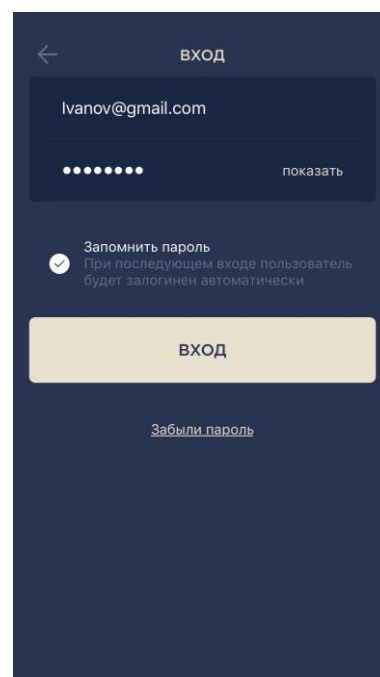 ВХОД
Ivanov@gmail.com
●●●●●●●● показать
Запомнить пароль
При последующем входе пользователь
будет залогинен автоматически
ВХОД
Забыли пароль